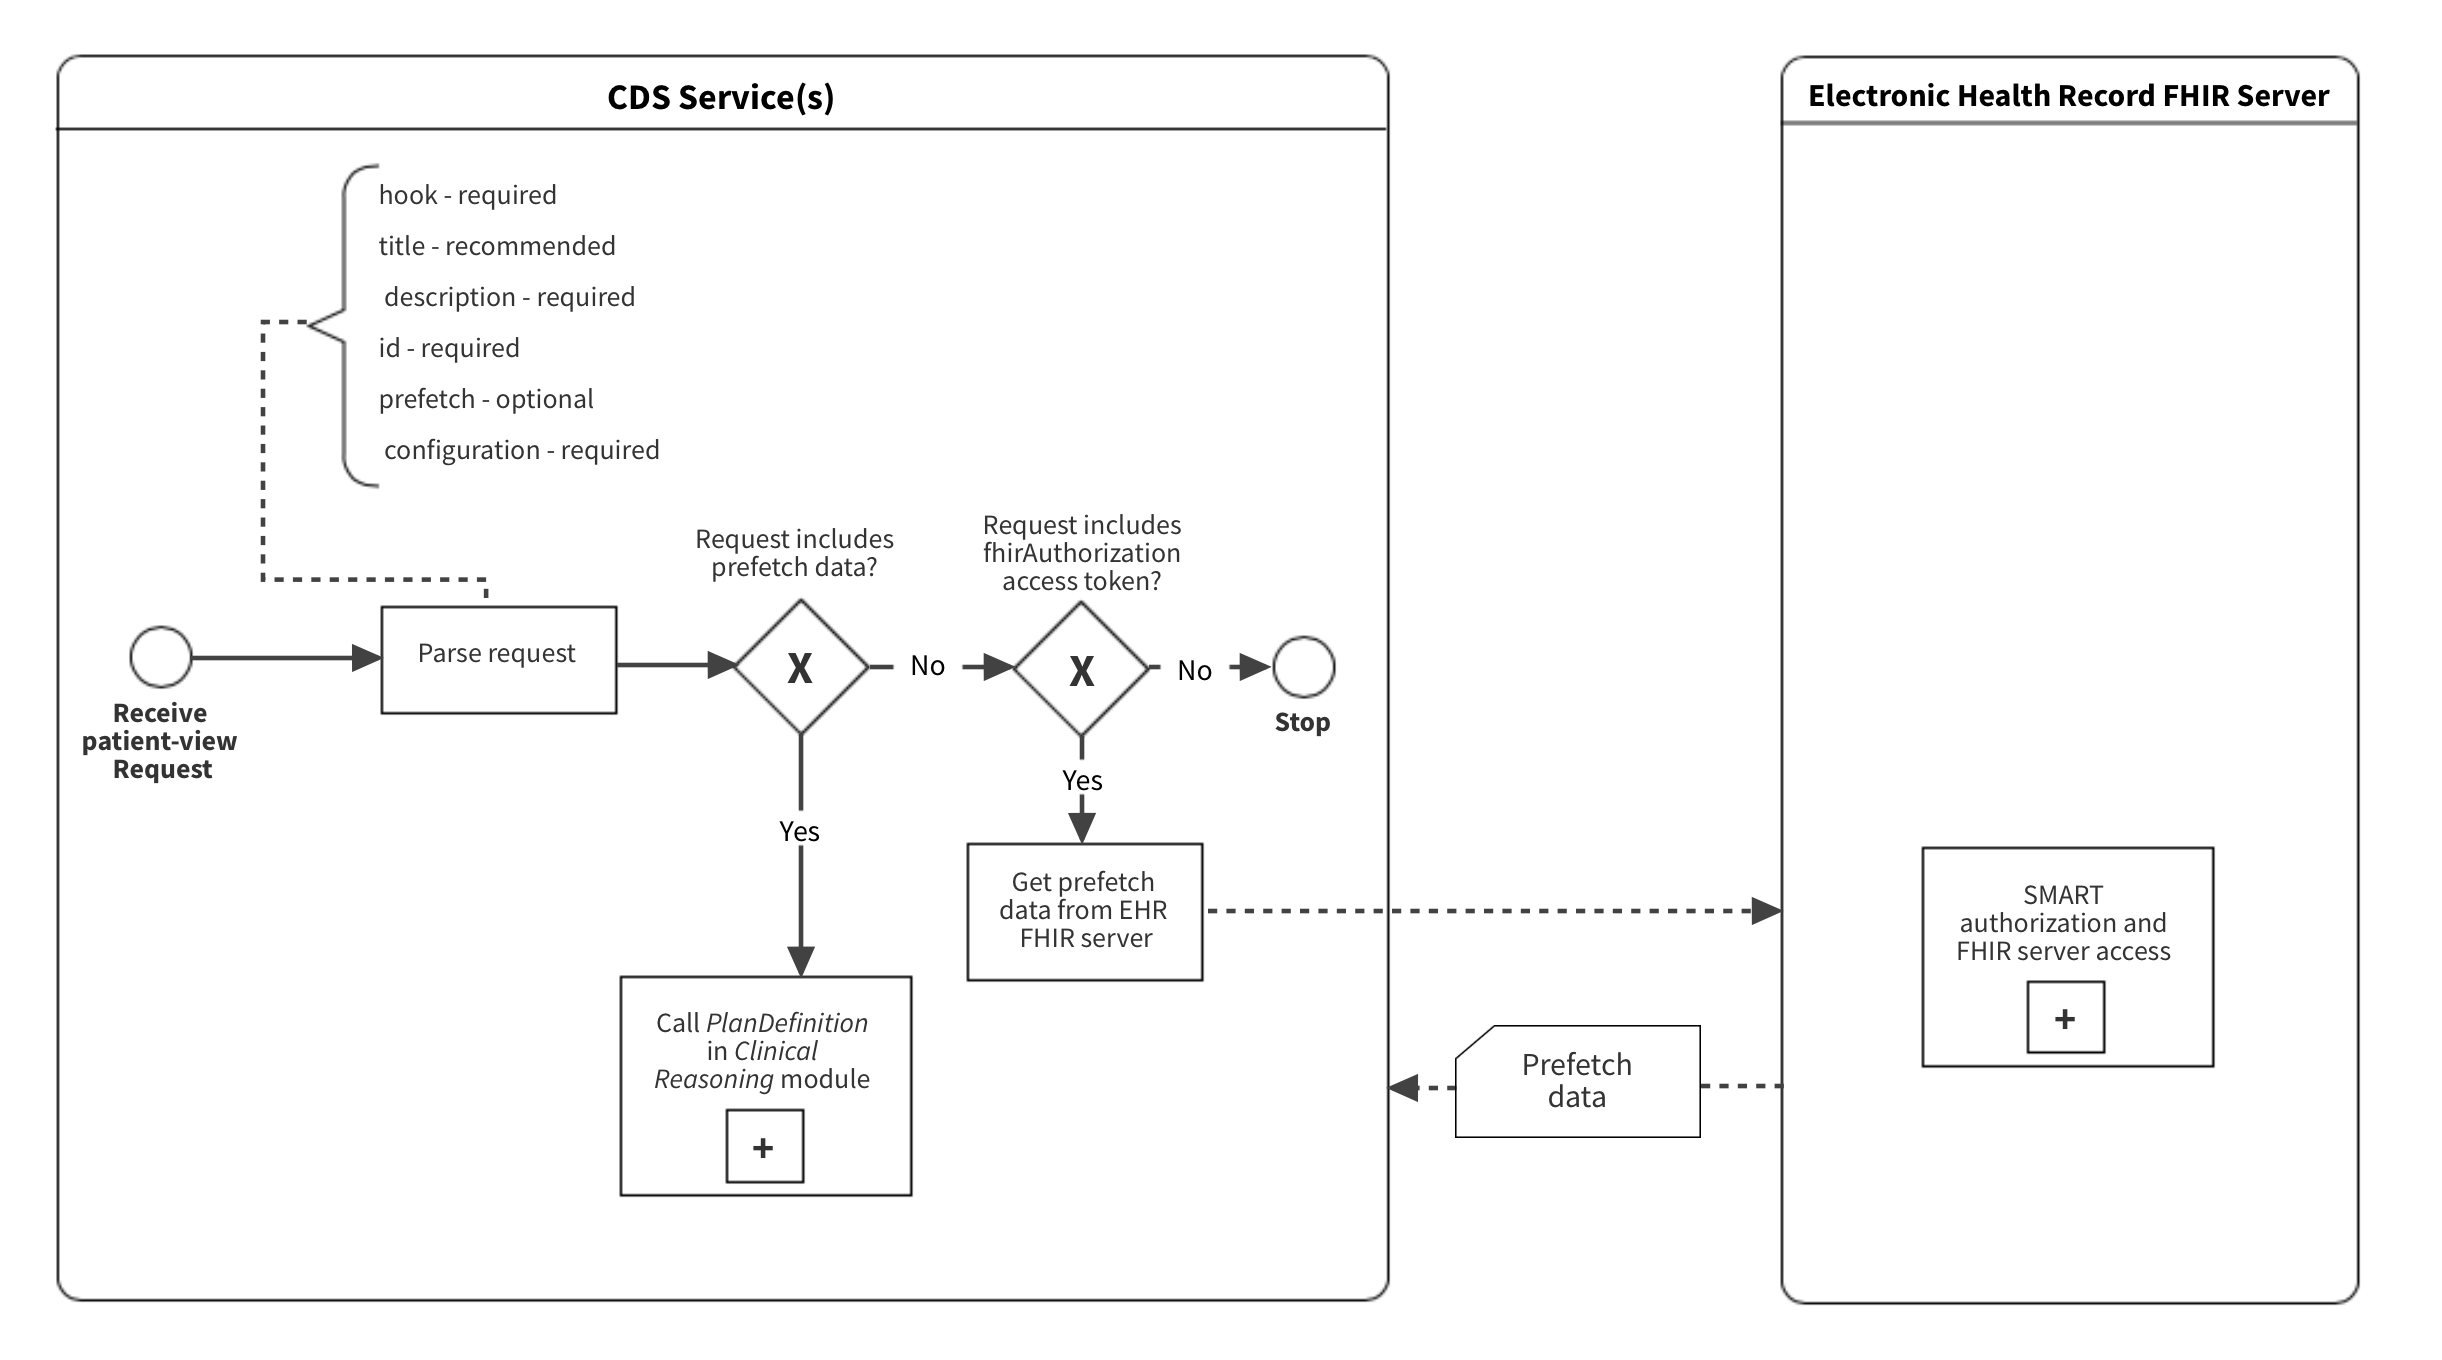 CDS Service(s)
Electronic Health Record FHIR Server
hook - required
title - recommended
description - required
id - required
prefetch - optional
configuration - required
Request includes
prefetch data?
Request includes
fhirAuthorization
access token?
Parse request
X
No
X
No
Receive
patient-view
Request
Stop
Yes
Yes
Get prefetch
data from EHR
FHIR server
SMART
authorization and
FHIR server access
+
Call PlanDefinition
in Clinical
Reasoning module
+
Prefetch
data